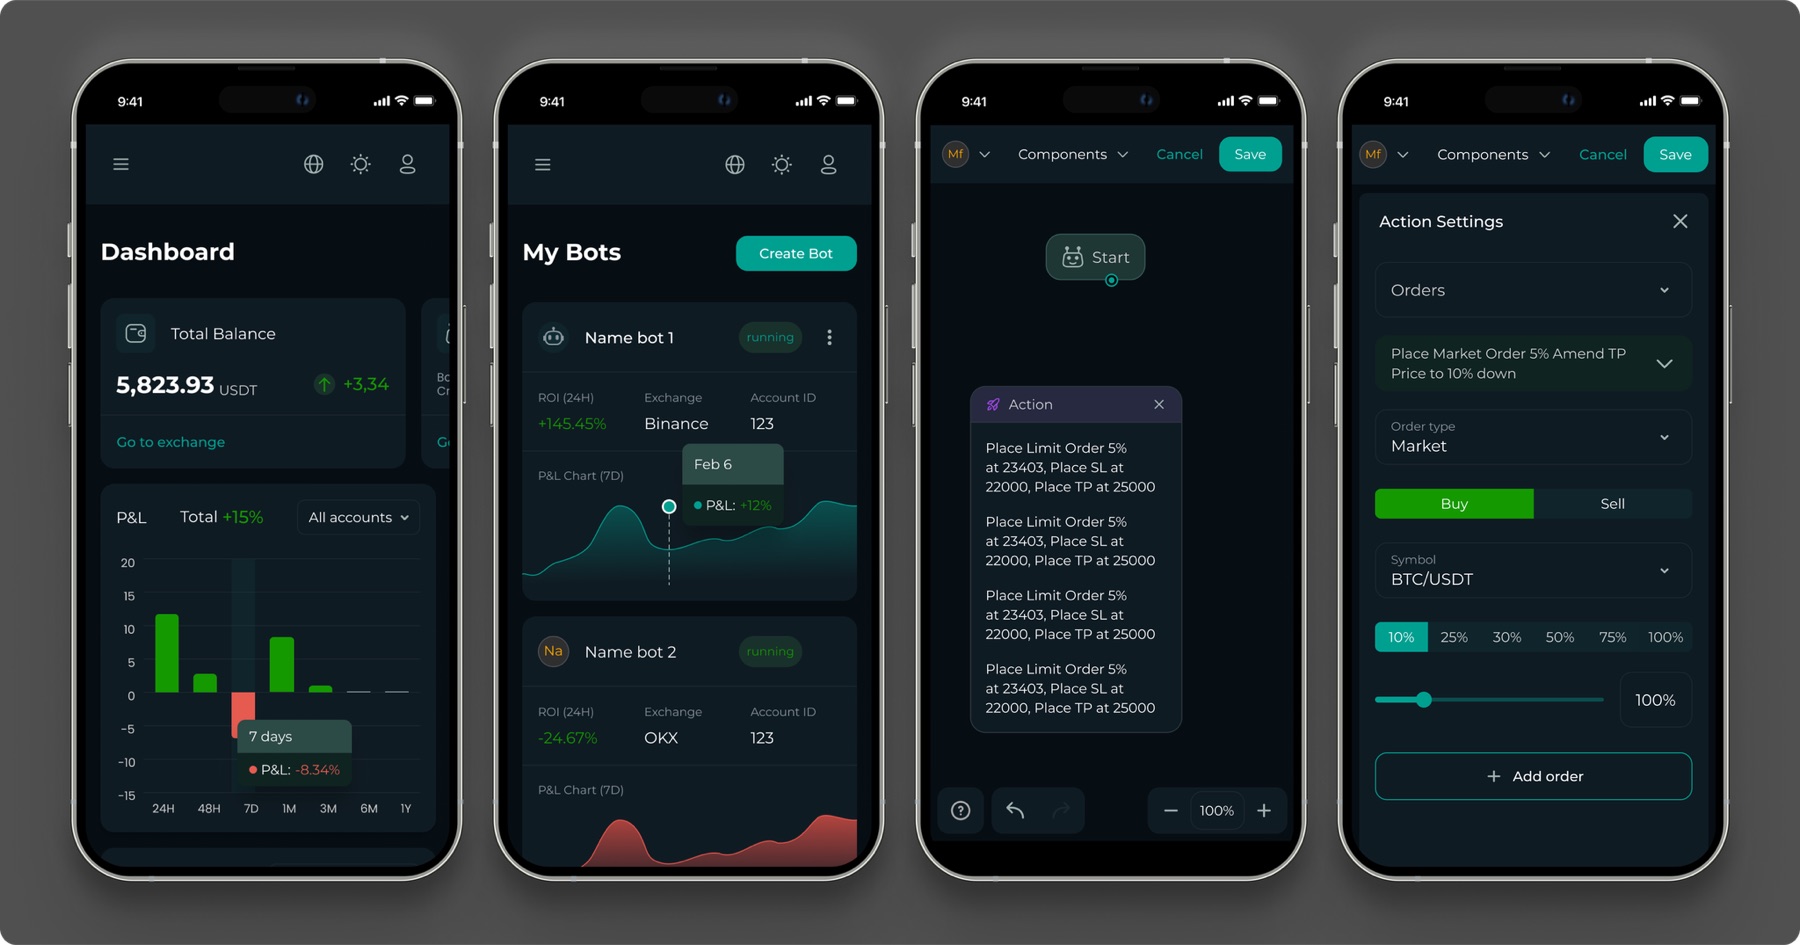 9:41
Dashboard
Total Balance
5,823.93 USDT
+3,34
Go to exchange
P&L
Total +15%
All accounts
20
15
10
5
0
-5
-10
-15
7 days
P&L: -8.34%
24H 48H 7D 1M 3M 6M 1Y
9:41
My Bots
Create Bot
Name bot 1
running
ROI (24H) Exchange Account ID
+145.45% Binance 123
P&L Chart (7D)
Feb 6
P&L: +12%
Na
Name bot 2
running
ROI (24H) Exchange Account ID
-24.67% OKX 123
P&L Chart (7D)
9:41
Mf
Components
Cancel
Save
Start
Action
Place Limit Order 5%
at 23403, Place SL at
22000, Place TP at 25000
Place Limit Order 5%
at 23403, Place SL at
22000, Place TP at 25000
Place Limit Order 5%
at 23403, Place SL at
22000, Place TP at 25000
Place Limit Order 5%
at 23403, Place SL at
22000, Place TP at 25000
100%
9:41
Mf
Components
Cancel
Save
Action Settings
Orders
Place Market Order 5% Amend TP
Price to 10% down
Order type
Market
Buy
Sell
Symbol
BTC/USDT
10% 25% 30% 50% 75% 100%
100%
Add order